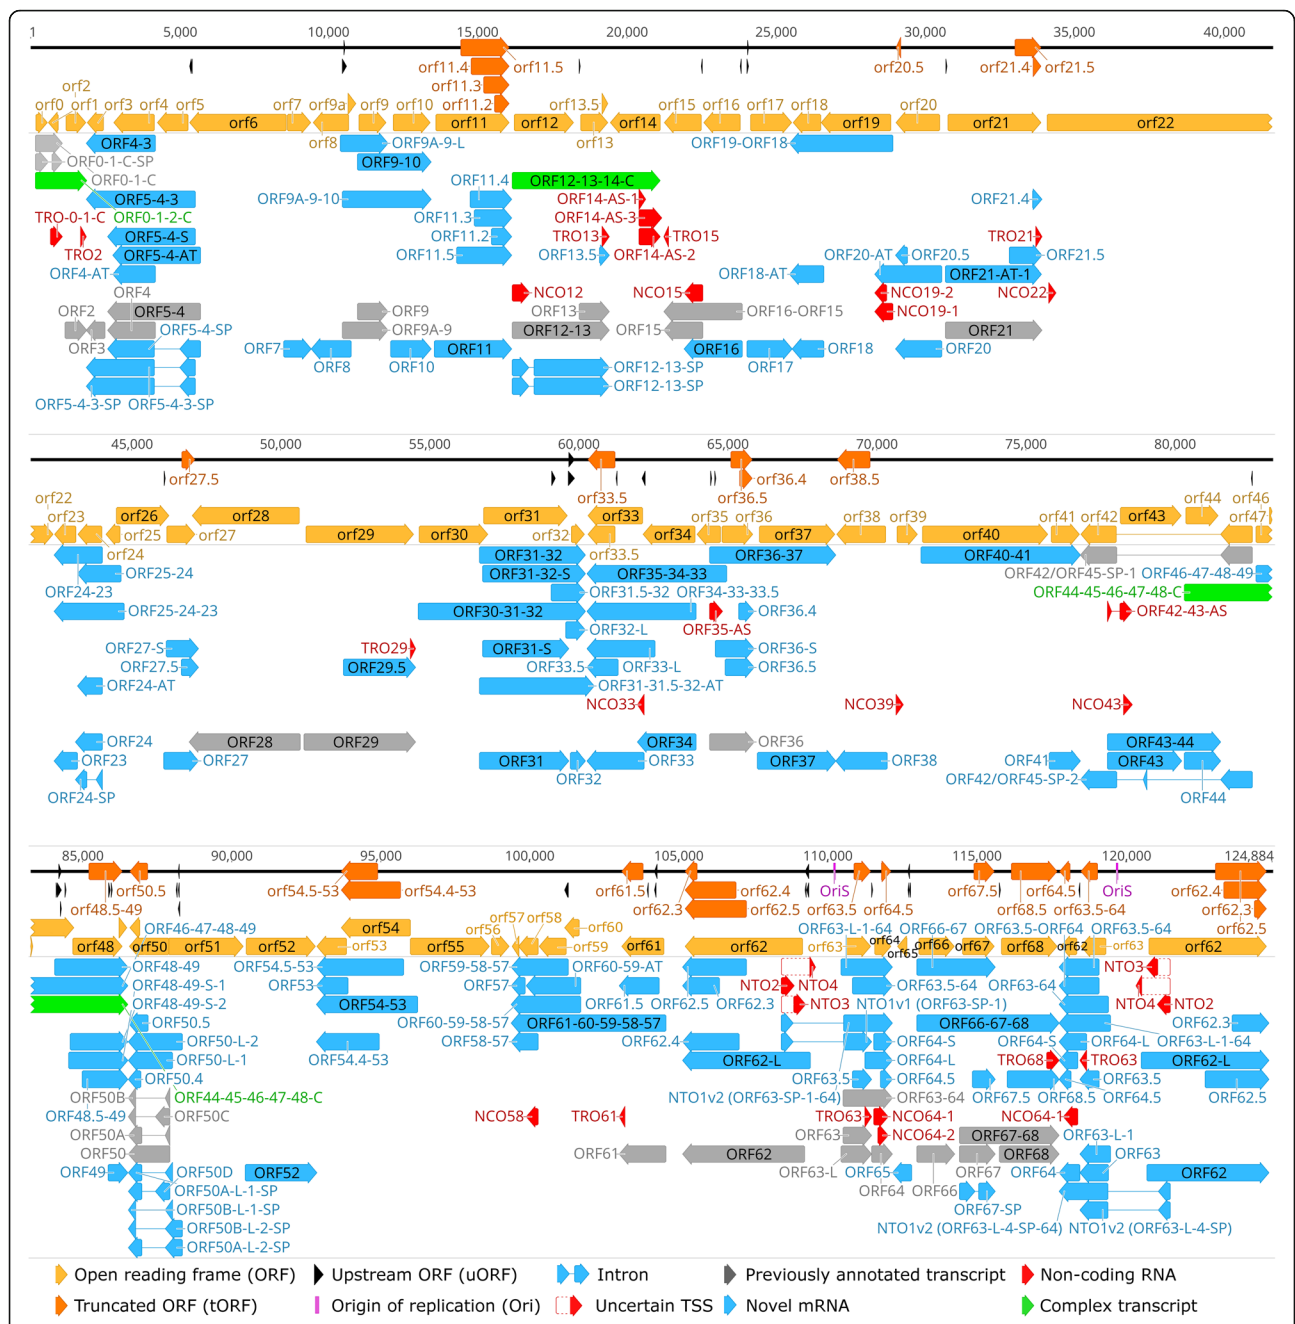 1 5,000 10,000 15,000 20,000 25,000 30,000 35,000 40,000
orf11.4 orf11.5 orf20.5 orf21.4 orf21.5
orf2 orf11.3
orf0 orf1 orf3 orf4 orf5 orf7 orf9a orf9 orf10 orf11.2 orf13.5 orf15 orf16 orf17 orf18 orf20
orf6 orf11 orf12 orf14 orf19 orf21 orf22
orf8 orf13
ORF4-3 ORF9A-9-L ORF19-ORF18
ORF0-1-C-SP ORF9-10
ORF0-1-C ORF11.4 ORF12-13-14-C
ORF5-4-3 ORF9A-9-10 ORF14-AS-1 ORF21.4
TRO-0-1-C ORF0-1-2-C ORF11.3 ORF14-AS-3
ORF5-4-S ORF11.2 TRO13 TRO15 TRO21
TRO2 ORF5-4-AT ORF11.5 ORF13.5 ORF14-AS-2 ORF20-AT ORF20.5 ORF21.5
ORF4-AT ORF18-AT ORF21-AT-1
ORF4 NCO12 NCO15 NCO19-2 NCO22
ORF2 ORF5-4 ORF9 ORF13 ORF16-ORF15 NCO19-1
ORF5-4-SP ORF9A-9 ORF12-13 ORF15 ORF21
ORF3 ORF7 ORF11 ORF16 ORF18 ORF20
ORF8 ORF10 ORF12-13-SP ORF17
ORF12-13-SP
ORF5-4-3-SP ORF5-4-3-SP
45,000 50,000 55,000 60,000 65,000 70,000 75,000 80,000
orf27.5 orf33.5 orf36.4 orf38.5
orf22 orf36.5 orf44 orf46
orf23 orf26 orf28 orf31 orf33 orf35 orf36 orf38 orf39 orf41 orf42 orf43 orf47
orf25 orf27 orf29 orf30 orf32 orf34 orf37 orf40
orf24 ORF31-32 orf33.5 ORF36-37 ORF40-41
ORF25-24 ORF31-32-S ORF35-34-33 ORF42/ORF45-SP-1 ORF46-47-48-49
ORF24-23 ORF31.5-32 ORF34-33-33.5 ORF44-45-46-47-48-C
ORF25-24-23 ORF30-31-32 ORF36.4 ORF42-43-AS
ORF32-L ORF35-AS
ORF27-S TRO29 ORF31-S ORF36-S
ORF27.5 ORF29.5 ORF33.5 ORF33-L ORF36.5
ORF24-AT ORF31-31.5-32-AT
NCO33 NCO39 NCO43
ORF24 ORF28 ORF29 ORF34 ORF36 ORF43-44
ORF23 ORF27 ORF31 ORF33 ORF37 ORF38 ORF41 ORF43
ORF32 ORF42/ORF45-SP-2
ORF24-SP ORF44
85,000 90,000 95,000 100,000 105,000 110,000 115,000 120,000 124,884
orf50.5 orf54.5-53 orf54.4-53 orf61.5 orf62.4 OriS orf67.5 orf64.5 OriS orf62.4
orf48.5-49 orf62.3 orf62.5 orf63.5 orf64.5 orf68.5 orf63.5-64 orf62.3
ORF46-47-48-49 orf54 orf56 orf57 orf58 orf60 ORF63-L-1-64 ORF66-67 ORF63.5-ORF64 ORF63.5-64 orf62.5
orf48 orf50 orf51 orf52 orf53 orf55 orf59 orf61 orf62 orf63 orf64 orf65 orf66 orf67 orf68 orf62 orf63 orf62
ORF48-49 ORF54.5-53 ORF59-58-57 ORF60-59-AT NTO3
ORF48-49-S-1 ORF53 ORF57 NTO2 NTO4 ORF63.5-64 ORF63-64
ORF48-49-S-2 ORF54-53 ORF61.5 ORF62.5 ORF62.3 NTO3 NTO1v1 (ORF63-SP-1) NTO4 NTO2
ORF50.5 ORF60-59-58-57 ORF61-60-59-58-57 ORF66-67-68 ORF62.3
ORF50-L-2 ORF58-57 ORF62.4 ORF64-S ORF64-S ORF64-L ORF63-L-1-64
ORF50-L-1 ORF54.4-53 ORF62-L ORF64-L TRO68 TRO63 ORF62-L
ORF50.4 ORF63.5 ORF64.5 ORF63.5
ORF50B ORF44-45-46-47-48-C NTO1v2 (ORF63-SP-1-64) ORF63-64 ORF67.5 ORF68.5 ORF64.5 ORF62.5
ORF48.5-49 ORF50C NCO58 TRO61 TRO63 NCO64-1 NCO64-1
ORF50A ORF63 NCO64-2 ORF67-68 ORF63-L-1
ORF50 ORF61 ORF62 ORF68 ORF63
ORF49 ORF50D ORF52 ORF63-L ORF65 ORF67 ORF64 ORF62
ORF50A-L-1-SP ORF64 ORF66
ORF50B-L-1-SP ORF67-SP
ORF50B-L-2-SP NTO1v2 (ORF63-L-4-SP-64) NTO1v2 (ORF63-L-4-SP)
ORF50A-L-2-SP
Open reading frame (ORF) Upstream ORF (uORF) Intron Previously annotated transcript Non-coding RNA
Truncated ORF (tORF) Origin of replication (Ori) Uncertain TSS Novel mRNA Complex transcript